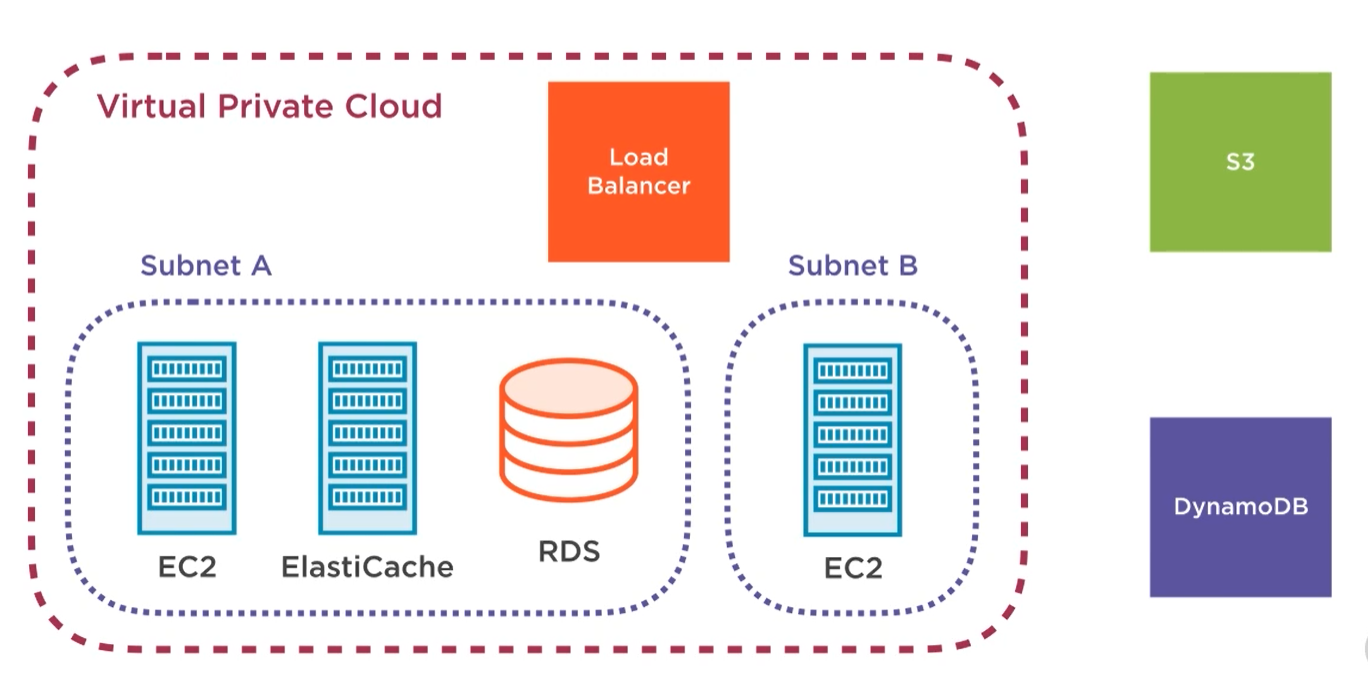 Virtual Private Cloud
Load
Balancer
S3
Subnet A
Subnet B
EC2
ElastiCache
RDS
EC2
DynamoDB